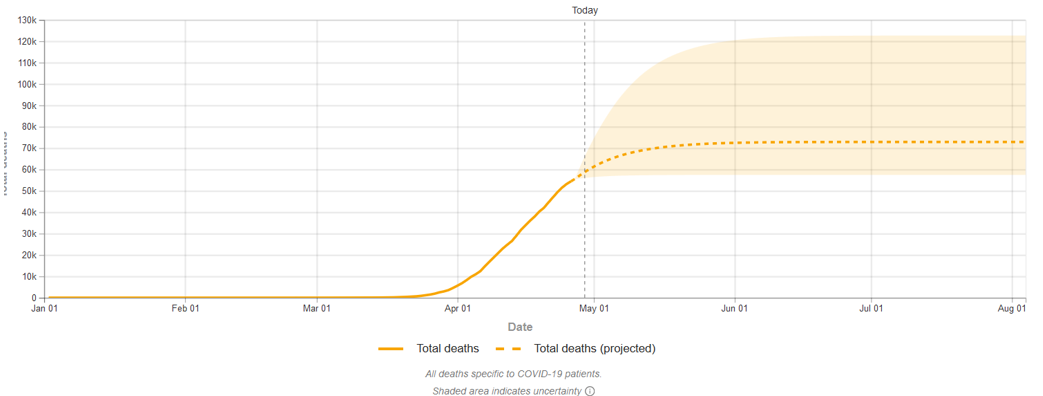 Today
130k
120k
110k
100k
90k
80k
70k
60k
50k
40k
30k
20k
10k
0
Total deaths
Jan 01
Feb 01
Mar 01
Apr 01
May 01
Jun 01
Jul 01
Aug 01
Date
Total deaths
Total deaths (projected)
All deaths specific to COVID-19 patients.
Shaded area indicates uncertainty